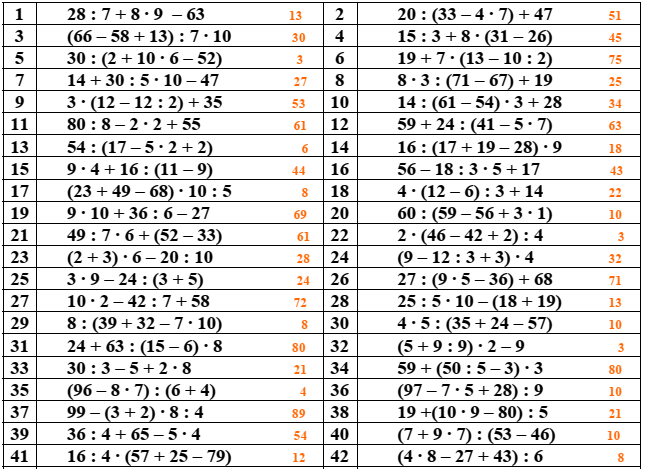 1 28 : 7 + 8 · 9 – 63 13 2 20 : (33 – 4 · 7) + 47 51
3 (66 – 58 + 13) : 7 · 10 30 4 15 : 3 + 8 · (31 – 26) 45
5 30 : (2 + 10 · 6 – 52) 3 6 19 + 7 · (13 – 10 : 2) 75
7 14 + 30 : 5 · 10 – 47 27 8 8 · 3 : (71 – 67) + 19 25
9 3 · (12 – 12 : 2) + 35 53 10 14 : (61 – 54) · 3 + 28 34
11 80 : 8 – 2 · 2 + 55 61 12 59 + 24 : (41 – 5 · 7) 63
13 54 : (17 – 5 · 2 + 2) 6 14 16 : (17 + 19 – 28) · 9 18
15 9 · 4 + 16 : (11 – 9) 44 16 56 – 18 : 3 · 5 + 17 43
17 (23 + 49 – 68) · 10 : 5 8 18 4 · (12 – 6) : 3 + 14 22
19 9 · 10 + 36 : 6 – 27 69 20 60 : (59 – 56 + 3 · 1) 10
21 49 : 7 · 6 + (52 – 33) 61 22 2 · (46 – 42 + 2) : 4 3
23 (2 + 3) · 6 – 20 : 10 28 24 (9 – 12 : 3 + 3) · 4 32
25 3 · 9 – 24 : (3 + 5) 24 26 27 : (9 · 5 – 36) + 68 71
27 10 · 2 – 42 : 7 + 58 72 28 25 : 5 · 10 – (18 + 19) 13
29 8 : (39 + 32 – 7 · 10) 8 30 4 · 5 : (35 + 24 – 57) 10
31 24 + 63 : (15 – 6) · 8 80 32 (5 + 9 : 9) · 2 – 9 3
33 30 : 3 – 5 + 2 · 8 21 34 59 + (50 : 5 – 3) · 3 80
35 (96 – 8 · 7) : (6 + 4) 4 36 (97 – 7 · 5 + 28) : 9 10
37 99 – (3 + 2) · 8 : 4 89 38 19 +(10 · 9 – 80) : 5 21
39 36 : 4 + 65 – 5 · 4 54 40 (7 + 9 · 7) : (53 – 46) 10
41 16 : 4 · (57 + 25 – 79) 12 42 (4 · 8 – 27 + 43) : 6 8